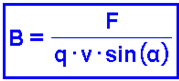 B = F / q · v · sin(α)